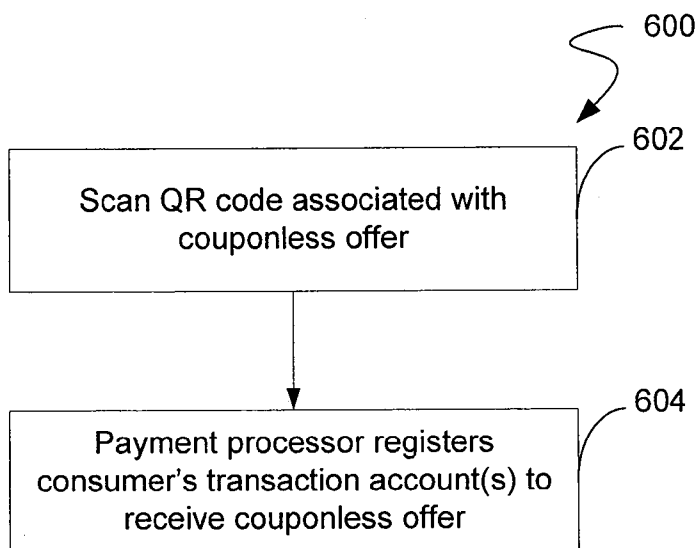 600
602
Scan QR code associated with
couponless offer
604
Payment processor registers
consumer's transaction account(s) to
receive couponless offer